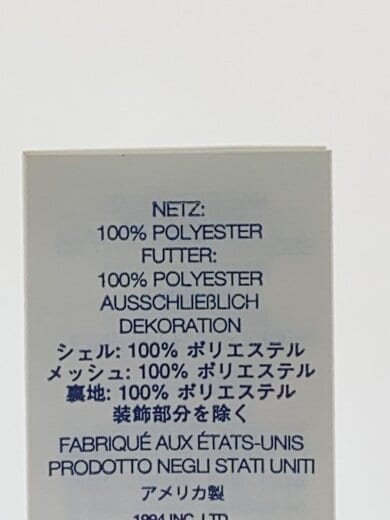 NETZ:
100% POLYESTER
FUTTER:
100% POLYESTER
AUSSCHLIEßLICH
DEKORATION
シェル: 100% ポリエステル
メッシュ: 100% ポリエステル
裏地: 100% ポリエステル
装飾部分を除く
FABRIQUÉ AUX ÉTATS-UNIS
PRODOTTO NEGLI STATI UNITI
アメリカ製
1994 INC. LTD.